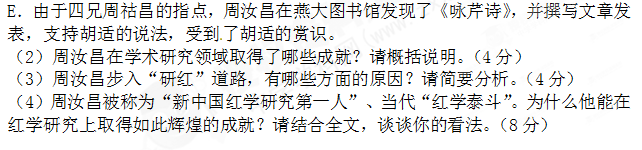 E．由于四兄周祜昌的指点，周汝昌在燕大图书馆发现了《咏芹诗》，并撰写文章发
表，支持胡适的说法，受到了胡适的赏识。
（2）周汝昌在学术研究领域取得了哪些成就？请概括说明。（4 分）
（3）周汝昌步入“研红”道路，有哪些方面的原因？请简要分析。（4 分）
（4）周汝昌被称为“新中国红学研究第一人”、当代“红学泰斗”。为什么他能在
红学研究上取得如此辉煌的成就？请结合全文，谈谈你的看法。（8 分）